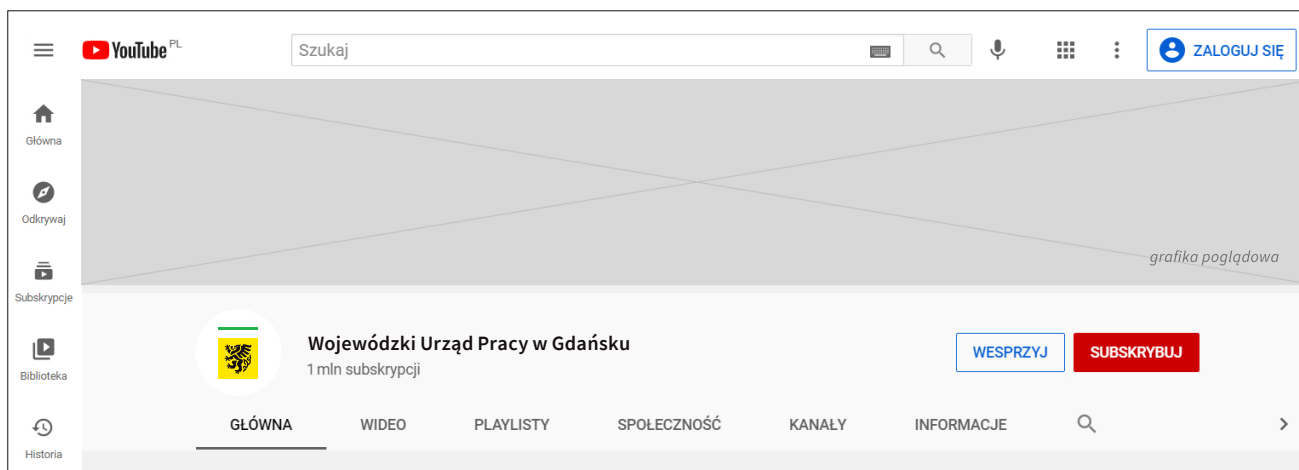 YouTube PL
Szukaj
ZALOGUJ SIĘ
Główna
Odkrywaj
Subskrypcje
Biblioteka
Historia
grafika poglądowa
Wojewódzki Urząd Pracy w Gdańsku
1 mln subskrypcji
WESPRZYJ
SUBSKRYBUJ
GŁÓWNA WIDEO PLAYLISTY SPOŁECZNOŚĆ KANAŁY INFORMACJE